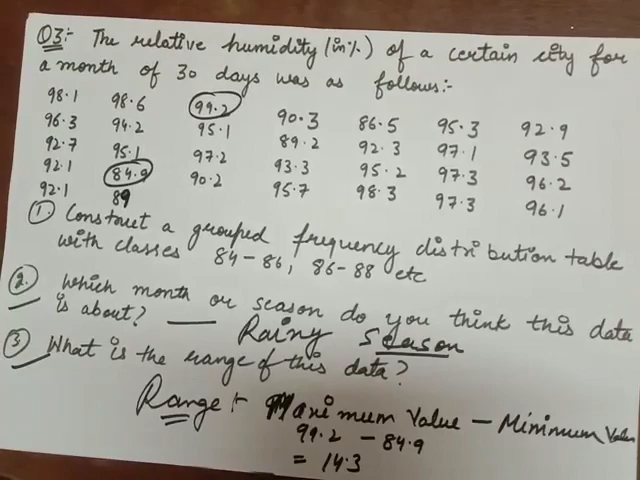 Q3:- The relative humidity (in%) of a certain city for
a month of 30 days was as follows:-
98.1 98.6 99.2 90.3 86.5 95.3 92.9
96.3 94.2 95.1 89.2 92.3 97.1 93.5
92.7 95.1 97.2 93.3 95.2 97.3 96.2
92.1 84.9 90.2 95.7 98.3 97.3 96.1
92.1 89
1. Construct a grouped frequency distribution table
with classes 84-86, 86-88 etc
2. Which month or season do you think this data
is about? Rainy season
3 What is the range of this data?
Range:- Maximum Value - Minimum Value
99.2 - 84.9
= 14.3